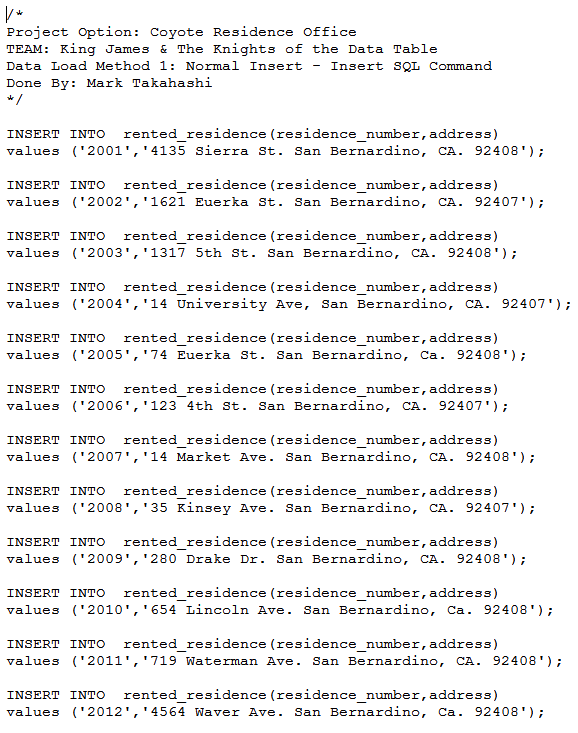 /*
Project Option: Coyote Residence Office
TEAM: King James & The Knights of the Data Table
Data Load Method 1: Normal Insert - Insert SQL Command
Done By: Mark Takahashi
*/
INSERT INTO  rented_residence(residence_number,address)
values ('2001','4135 Sierra St. San Bernardino, CA. 92408');
INSERT INTO  rented_residence(residence_number,address)
values ('2002','1621 Euerka St. San Bernardino, CA. 92407');
INSERT INTO  rented_residence(residence_number,address)
values ('2003','1317 5th St. San Bernardino, CA. 92408');
INSERT INTO  rented_residence(residence_number,address)
values ('2004','14 University Ave, San Bernardino, CA. 92407');
INSERT INTO  rented_residence(residence_number,address)
values ('2005','74 Euerka St. San Bernardino, Ca. 92408');
INSERT INTO  rented_residence(residence_number,address)
values ('2006','123 4th St. San Bernardino, CA. 92407');
INSERT INTO  rented_residence(residence_number,address)
values ('2007','14 Market Ave. San Bernardino, CA. 92408');
INSERT INTO  rented_residence(residence_number,address)
values ('2008','35 Kinsey Ave. San Bernardino, CA. 92407');
INSERT INTO  rented_residence(residence_number,address)
values ('2009','280 Drake Dr. San Bernardino, CA. 92408');
INSERT INTO  rented_residence(residence_number,address)
values ('2010','654 Lincoln Ave. San Bernardino, Ca. 92408');
INSERT INTO  rented_residence(residence_number,address)
values ('2011','719 Waterman Ave. San Bernardino, CA. 92408');
INSERT INTO  rented_residence(residence_number,address)
values ('2012','4564 Waver Ave. San Bernardino, Ca. 92408');